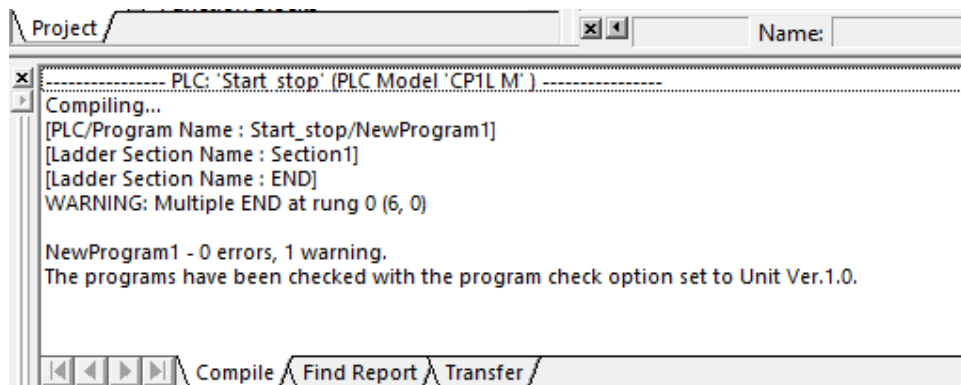 Project
Name:
---------------- PLC: 'Start_stop' (PLC Model 'CP1L M' ) ----------------
Compiling...
[PLC/Program Name : Start_stop/NewProgram1]
[Ladder Section Name : Section1]
[Ladder Section Name : END]
WARNING: Multiple END at rung 0 (6, 0)
NewProgram1 - 0 errors, 1 warning.
The programs have been checked with the program check option set to Unit Ver.1.0.
Compile
Find Report
Transfer